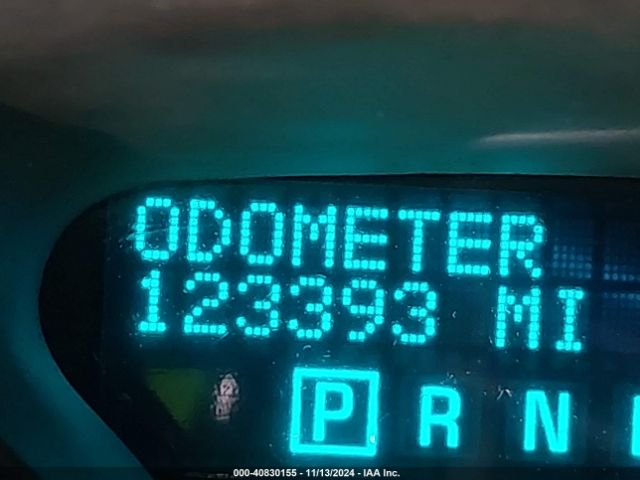 ODOMETER
123393 MI
P R N
000-40830155 - 11/13/2024 - IAA Inc.